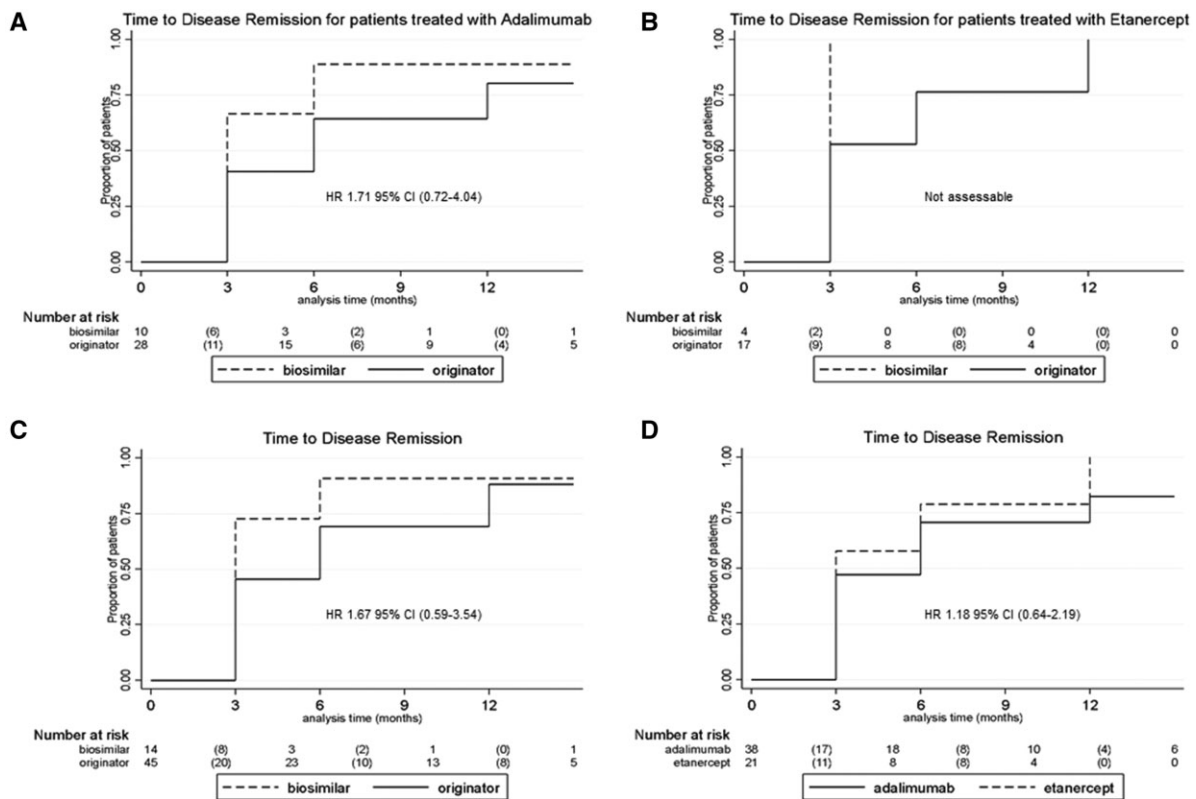 A
Time to Disease Remission for patients treated with Adalimumab
Proportion of patients
1.00
0.75
0.50
0.25
0.00
HR 1.71 95% CI (0.72-4.04)
0 3 6 9 12
analysis time (months)
Number at risk
biosimilar 10 (6) 3 (2) 1 (0) 1
originator 28 (11) 15 (6) 9 (4) 5
biosimilar originator
B
Time to Disease Remission for patients treated with Etanercept
Proportion of patients
1.00
0.75
0.50
0.25
0.00
Not assessable
0 3 6 9 12
analysis time (months)
Number at risk
biosimilar 4 (2) 0 (0) 0 (0) 0
originator 17 (9) 8 (8) 4 (0) 0
biosimilar originator
C
Time to Disease Remission
Proportion of patients
1.00
0.75
0.50
0.25
0.00
HR 1.67 95% CI (0.59-3.54)
0 3 6 9 12
analysis time (months)
Number at risk
biosimilar 14 (8) 3 (2) 1 (0) 1
originator 45 (20) 23 (10) 13 (8) 5
biosimilar originator
D
Time to Disease Remission
Proportion of patients
1.00
0.75
0.50
0.25
0.00
HR 1.18 95% CI (0.64-2.19)
0 3 6 9 12
analysis time (months)
Number at risk
adalimumab 38 (17) 18 (8) 10 (4) 6
etanercept 21 (11) 8 (8) 4 (0) 0
adalimumab etanercept